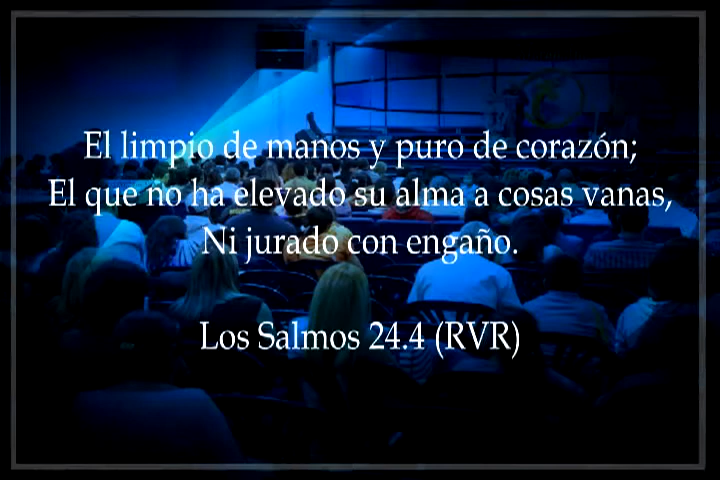 El limpio de manos y puro de corazón;
El que no ha elevado su alma a cosas vanas,
Ni jurado con engaño.
Los Salmos 24.4 (RVR)